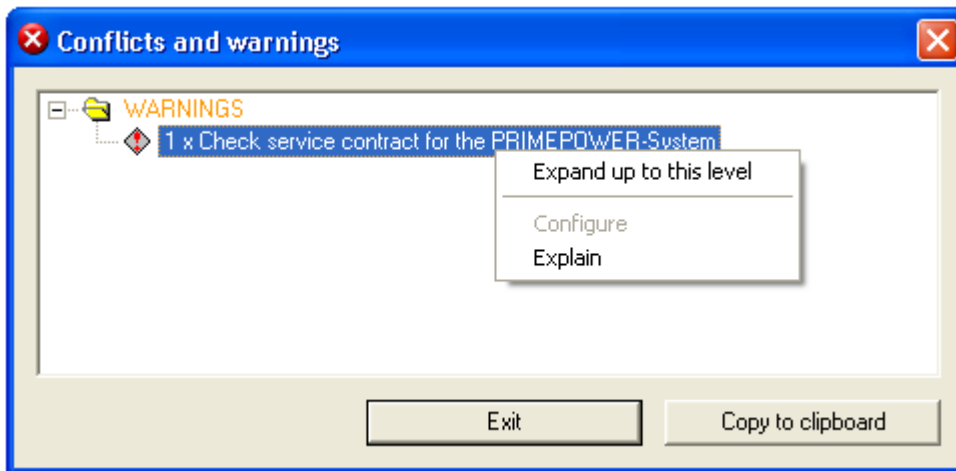 Conflicts and warnings
WARNINGS
1 x Check service contract for the PRIMEPOWER-System
Expand up to this level
Configure
Explain
Exit
Copy to clipboard